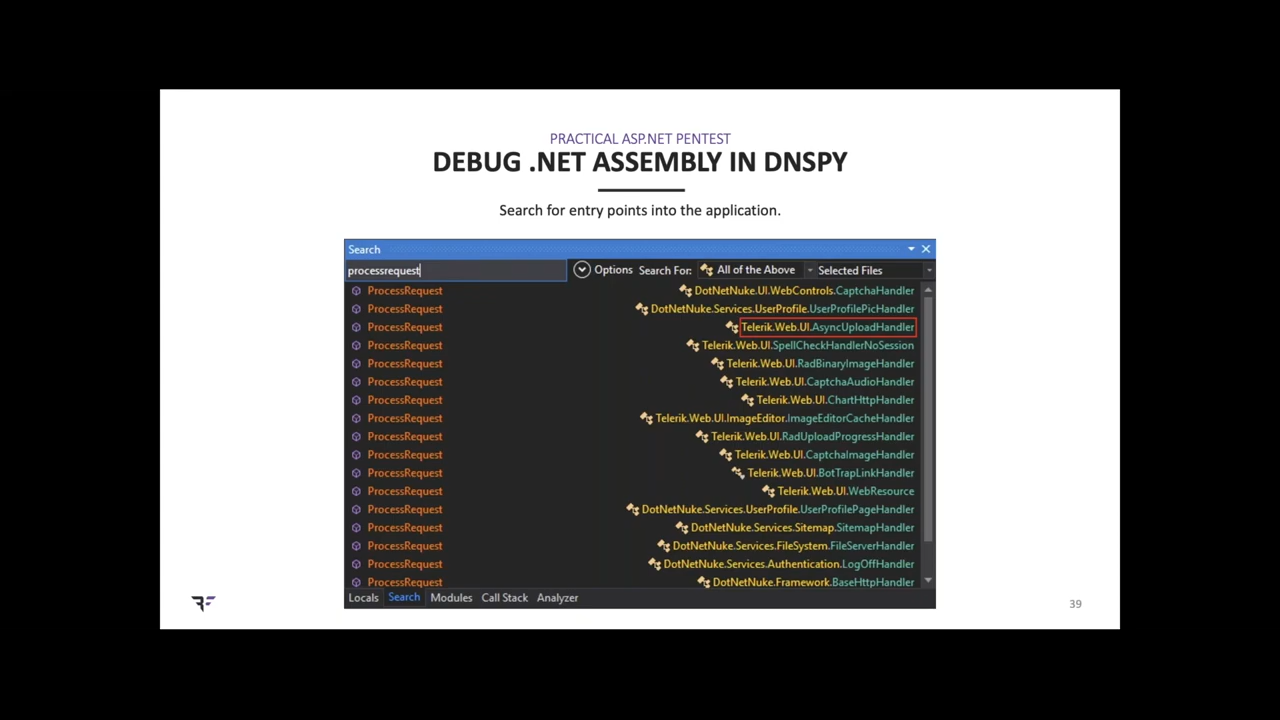 PRACTICAL ASP.NET PENTEST
DEBUG .NET ASSEMBLY IN DNSPY
Search for entry points into the application.
Search
processrequest Options Search For: All of the Above Selected Files
ProcessRequest DotNetNuke.UI.WebControls.CaptchaHandler
ProcessRequest DotNetNuke.Services.UserProfile.UserProfilePicHandler
ProcessRequest Telerik.Web.UI.AsyncUploadHandler
ProcessRequest Telerik.Web.UI.SpellCheckHandlerNoSession
ProcessRequest Telerik.Web.UI.RadBinaryImageHandler
ProcessRequest Telerik.Web.UI.CaptchaAudioHandler
ProcessRequest Telerik.Web.UI.ChartHttpHandler
ProcessRequest Telerik.Web.UI.ImageEditor.ImageEditorCacheHandler
ProcessRequest Telerik.Web.UI.RadUploadProgressHandler
ProcessRequest Telerik.Web.UI.CaptchaImageHandler
ProcessRequest Telerik.Web.UI.BotTrapLinkHandler
ProcessRequest Telerik.Web.UI.WebResource
ProcessRequest DotNetNuke.Services.UserProfile.UserProfilePageHandler
ProcessRequest DotNetNuke.Services.Sitemap.SitemapHandler
ProcessRequest DotNetNuke.Services.FileSystem.FileServerHandler
ProcessRequest DotNetNuke.Services.Authentication.LogOffHandler
ProcessRequest DotNetNuke.Framework.BaseHttpHandler
Locals Search Modules Call Stack Analyzer
39